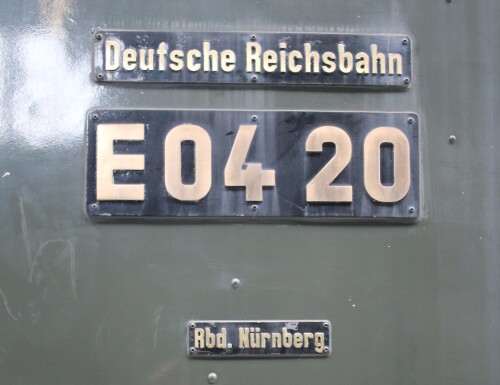 Deutsche Reichsbahn
E04 20
Rbd. Nürnberg